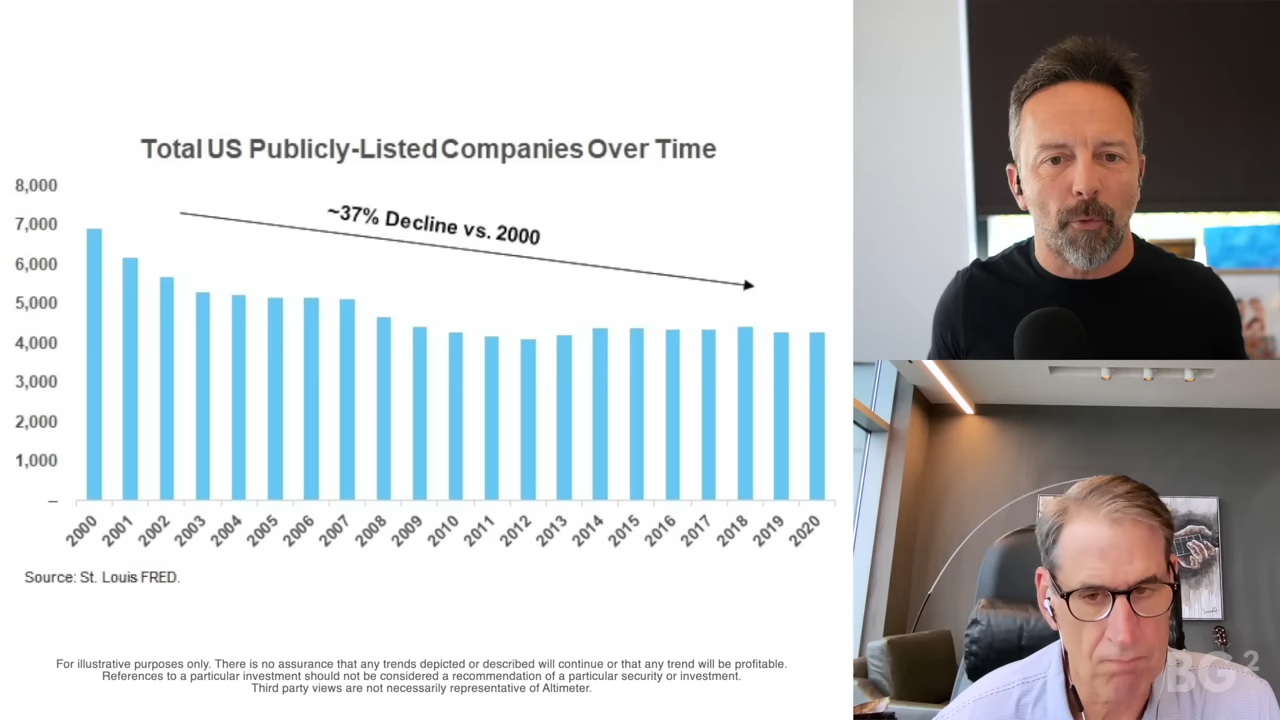 Total US Publicly-Listed Companies Over Time
8,000
7,000
6,000
5,000
4,000
3,000
2,000
1,000
–
~37% Decline vs. 2000
2000 2001 2002 2003 2004 2005 2006 2007 2008 2009 2010 2011 2012 2013 2014 2015 2016 2017 2018 2019 2020
Source: St. Louis FRED.
For illustrative purposes only. There is no assurance that any trends depicted or described will continue or that any trend will be profitable.
References to a particular investment should not be considered a recommendation of a particular security or investment.
Third party views are not necessarily representative of Altimeter.
BG2